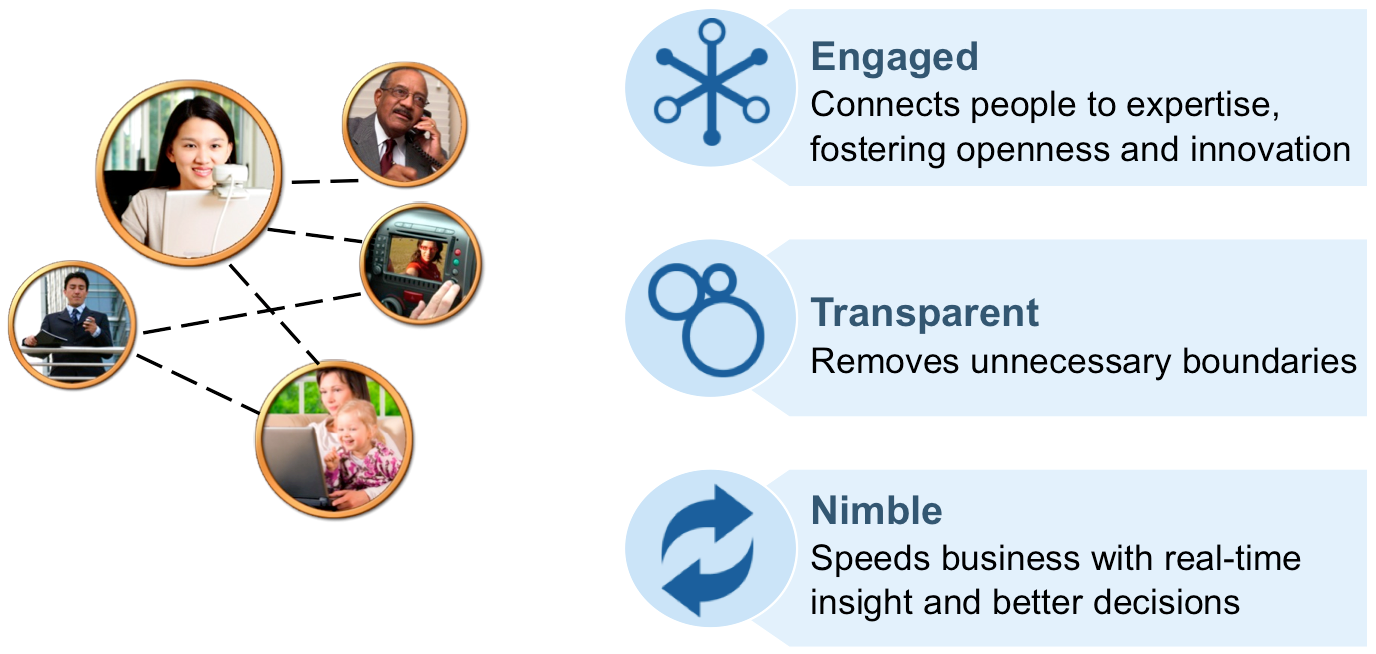 Engaged
Connects people to expertise,
fostering openness and innovation
Transparent
Removes unnecessary boundaries
Nimble
Speeds business with real-time
insight and better decisions